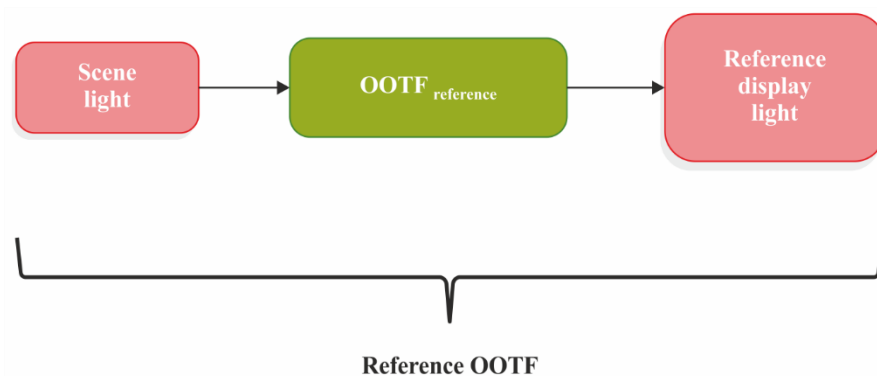 Scene
light
OOTF reference
Reference
display
light
Reference OOTF